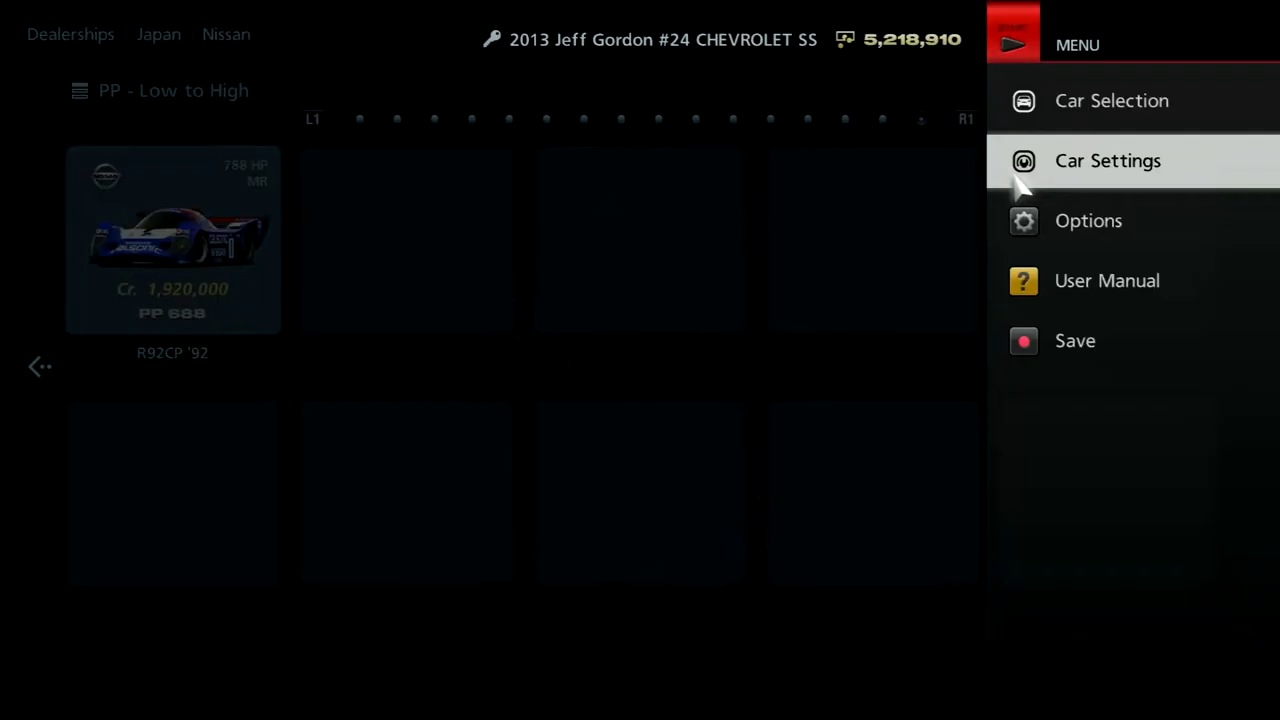 Dealerships Japan Nissan
2013 Jeff Gordon #24 CHEVROLET SS 5,218,910
START
MENU
PP - Low to High
L1 R1
Car Selection
Car Settings
Options
User Manual
Save
788 HP
MR
Cr. 1,920,000
PP 688
R92CP '92